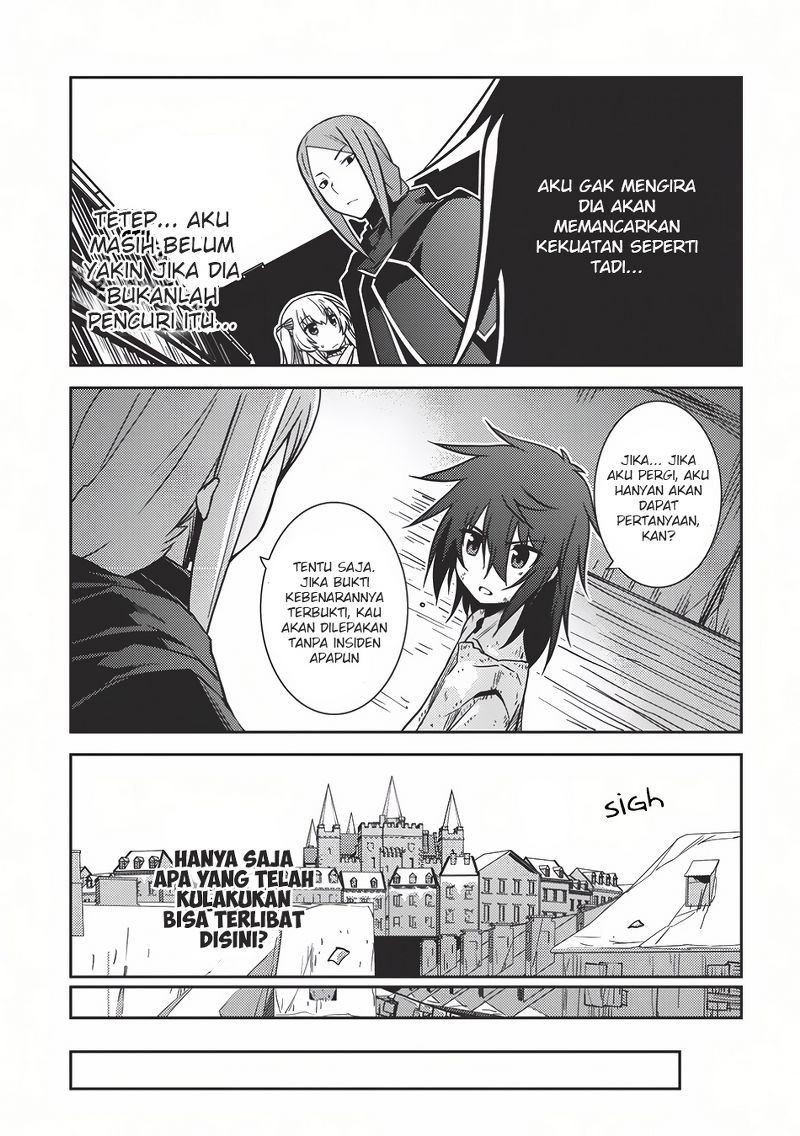 AKU GAK MENGIRA
DIA AKAN
MEMANCARKAN
KEKUATAN SEPERTI
TADI...
TETEP... AKU
MASIH BELUM
YAKIN JIKA DIA
BUKANLAH
PENCURI ITU...
JIKA... JIKA
AKU PERGI, AKU
HANYAN AKAN
DAPAT
PERTANYAAN,
KAN?
TENTU SAJA.
JIKA BUKTI
KEBENARANNYA
TERBUKTI, KAU
AKAN DILEPAKAN
TANPA INSIDEN
APAPUN
SIGH
HANYA SAJA
APA YANG TELAH
KULAKUKAN
BISA TERLIBAT
DISINI?